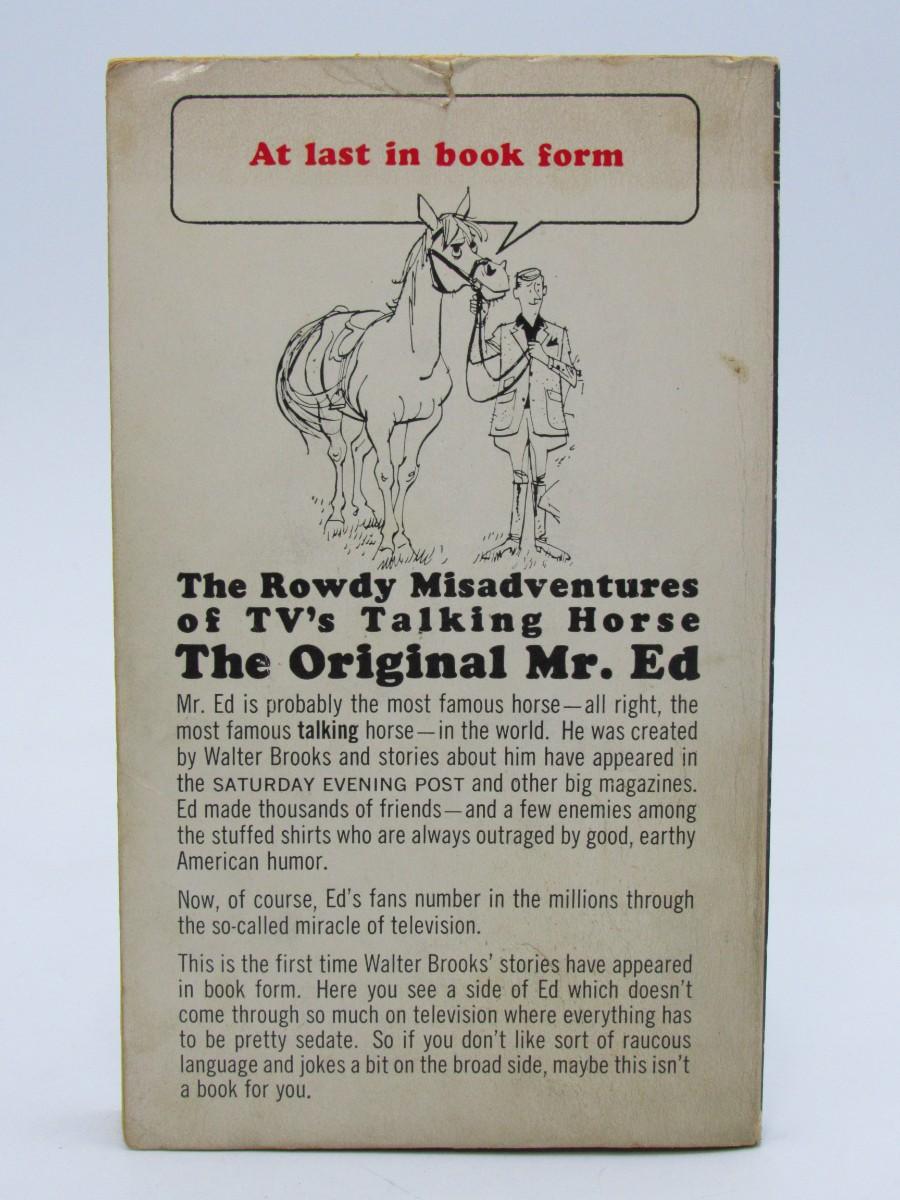 At last in book form
The Rowdy Misadventures
of TV's Talking Horse
The Original Mr. Ed
Mr. Ed is probably the most famous horse—all right, the
most famous talking horse—in the world. He was created
by Walter Brooks and stories about him have appeared in
the SATURDAY EVENING POST and other big magazines.
Ed made thousands of friends—and a few enemies among
the stuffed shirts who are always outraged by good, earthy
American humor.
Now, of course, Ed's fans number in the millions through
the so-called miracle of television.
This is the first time Walter Brooks' stories have appeared
in book form. Here you see a side of Ed which doesn't
come through so much on television where everything has
to be pretty sedate. So if you don't like sort of raucous
language and jokes a bit on the broad side, maybe this isn't
a book for you.